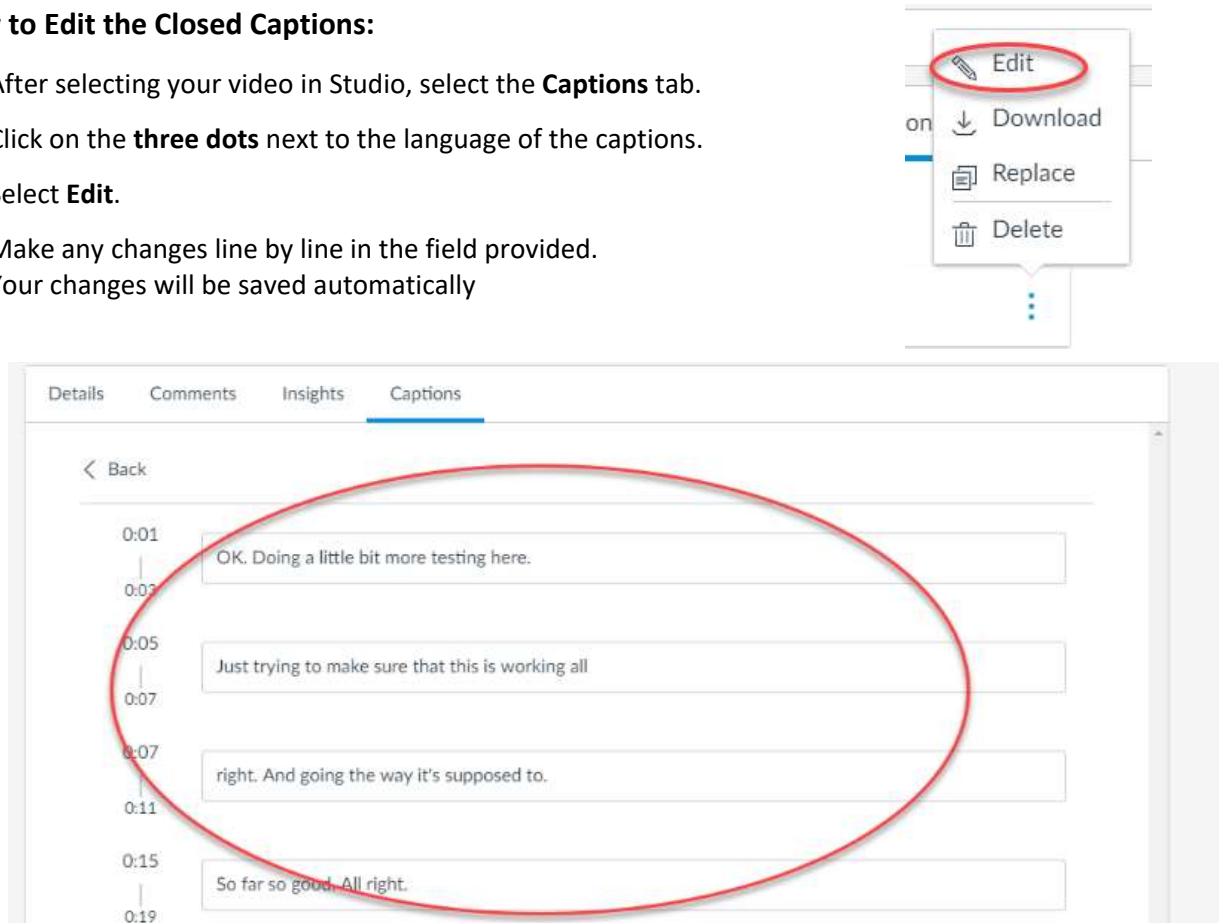 to Edit the Closed Captions:
After selecting your video in Studio, select the Captions tab.
Click on the three dots next to the language of the captions.
Select Edit.
Make any changes line by line in the field provided.
Your changes will be saved automatically
Edit
on
Download
Replace
Delete
Details Comments Insights Captions
< Back
0:01
OK. Doing a little bit more testing here.
0:03
0:05
Just trying to make sure that this is working all
0:07
0:07
right. And going the way it's supposed to.
0:11
0:15
So far so good. All right.
0:19